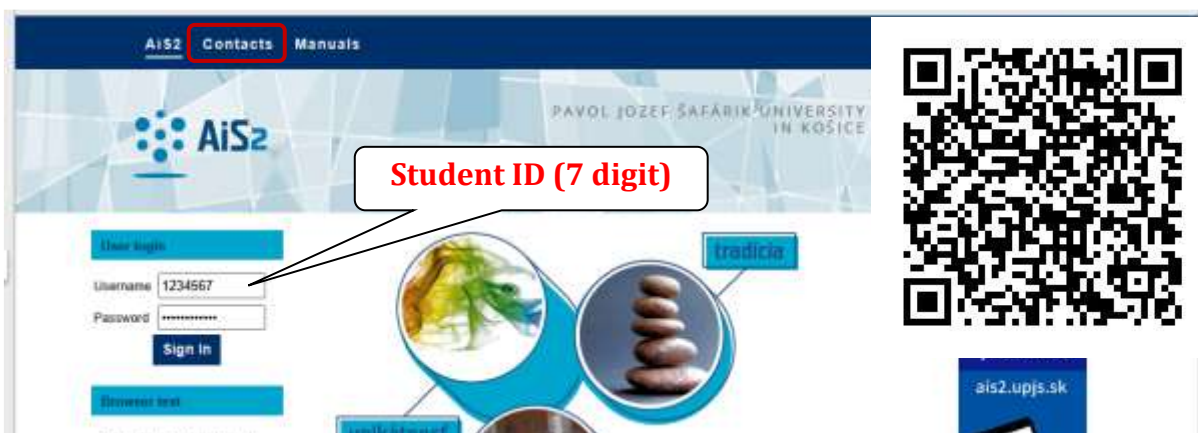 AiS2 Contacts Manuals
PAVOL JOZEF ŠAFÁRIK UNIVERSITY
IN KOŠICE
AiS2
Student ID (7 digit)
User login
tradícia
Username 1234567
Password ············
Sign In
ais2.upjs.sk
Browser test